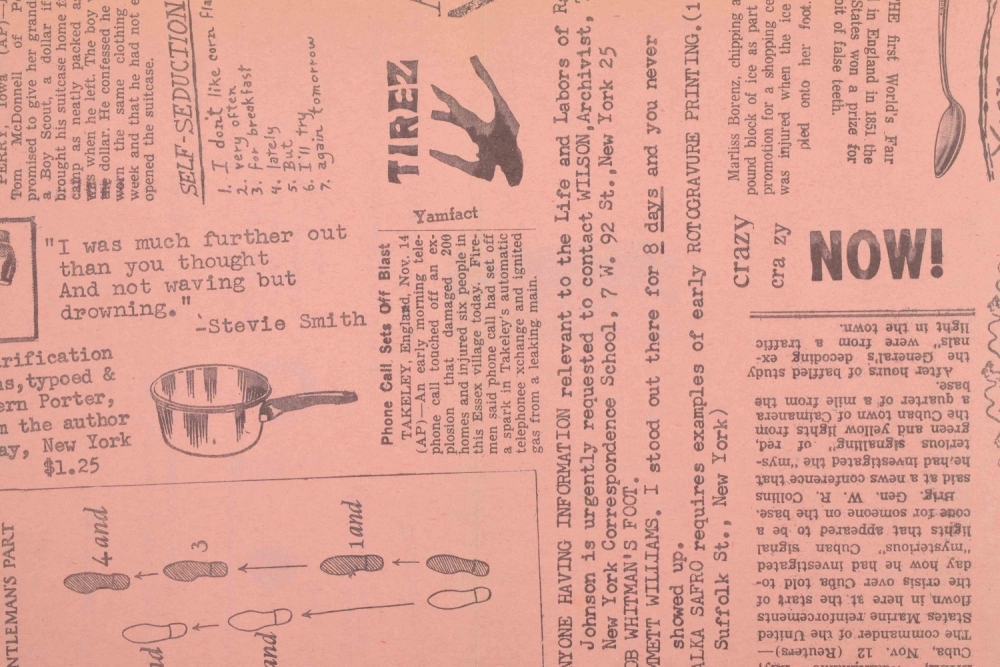 PERRY, Iowa (AP)—
Tom McDonnell of
promised to give her grand
a Boy Scout, a dollar if
brought his suitcase home
camp as neatly packed
was when he left. The boy
the dollar. He confessed he
worn the same clothing
week and that he had not
opened the suitcase.
SELF-SEDUCTION
1. I don't like corn
2. very often
3. for breakfast
4. lately
5. But
6. I'll try
7. again tomorrow
TIREZ
"I was much further out
than you thought
And not waving but
drowning."
-Stevie Smith
Yamfact
Phone Call Sets Off Blast
TAKELEY, England, Nov. 14
(AP)—An early morning tele-
phone call touched off an ex-
plosion that damaged 200
homes and injured six people in
this Essex village today. Fire-
men said phone call had set off
a spark in Takeley's automatic
telephone xchange and ignited
gas from a leaking main.
typoed &
ern Porter,
the author
New York
$1.25
4 and
3
1 and
NTLEMAN'S PART
NYONE HAVING INFORMATION relevant to the Life and Labors of
Johnson is urgently requested to contact WILSON, Archivist,
New York Correspondence School, 7 W. 92 St., New York 25
OB WHITMAN'S FOOT.
MMETT WILLIAMS. I stood out there for 8 days and you never
showed up.
ALKA SAFRO requires examples of early ROTOGRAVURE PRINTING. (1
Suffolk St., New York)
Marliss Borenz, chipping a
pound block of ice as part
promotion for a shopping
was injured when the ice
pled onto her foot.
THE first World's Fair
in England in 1851 the
States won a prize for
of false teeth.
crazy
cra zy
NOW!
Cuba, Nov. 12 (Reuters)—
The commander of the United
States Marine reinforcements
flown in here at the start of
the crisis over Cuba told to-
day how he had investigated
"mysterious" Cuban signal
lights that appeared to be a
code for someone on the base.
Brig. Gen. W. R. Collins
said at a news conference that
he/had investigated the "mys-
terious signalling" of red,
green and yellow lights from
the Cuban town of Caimanera
a quarter of a mile from the
base.
After hours of baffled study
the General's decoding ex-
nals" were from a traffic
light in the town.